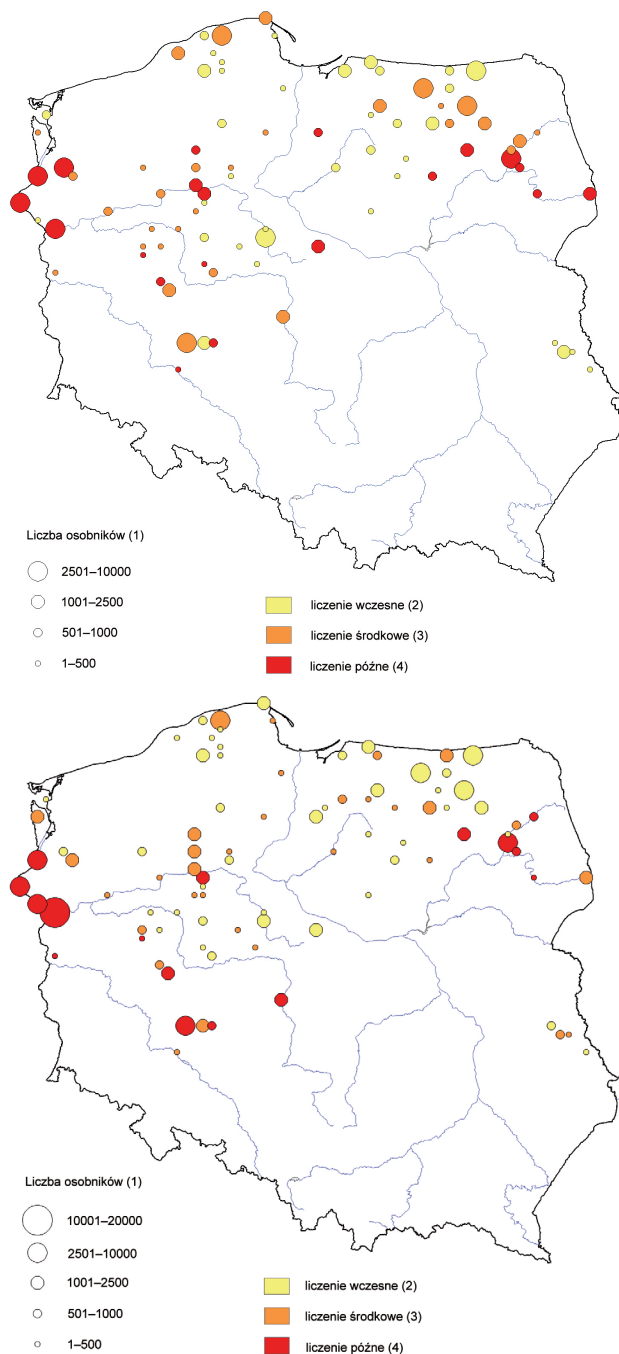 Liczba osobników (1)
2501–10000
1001–2500
501–1000
1–500
liczenie wczesne (2)
liczenie środkowe (3)
liczenie późne (4)
Liczba osobników (1)
10001–20000
2501–10000
1001–2500
501–1000
1–500
liczenie wczesne (2)
liczenie środkowe (3)
liczenie późne (4)